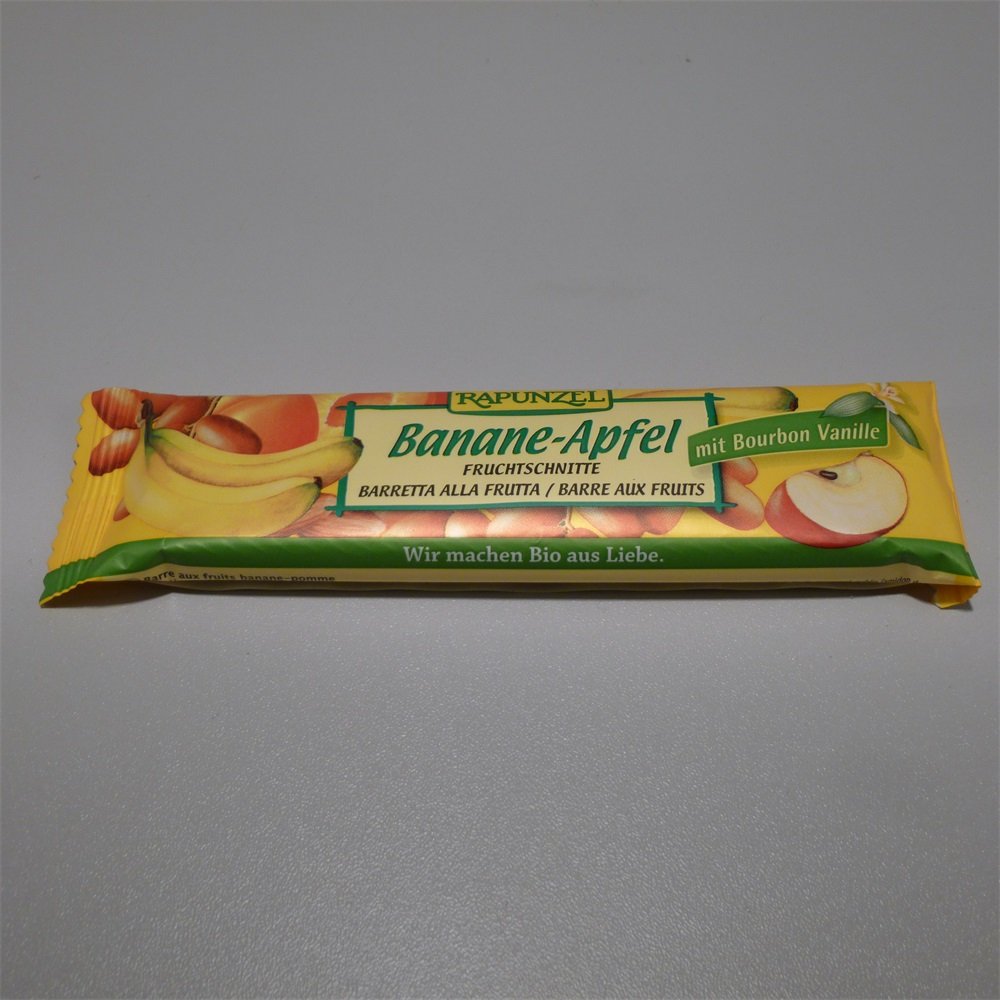 RAPUNZEL
Banane-Apfel
mit Bourbon Vanille
FRUCHTSCHNITTE
BARRETTA ALLA FRUTTA / BARRE AUX FRUITS
Wir machen Bio aus Liebe.
Barre aux fruits banane-pomme